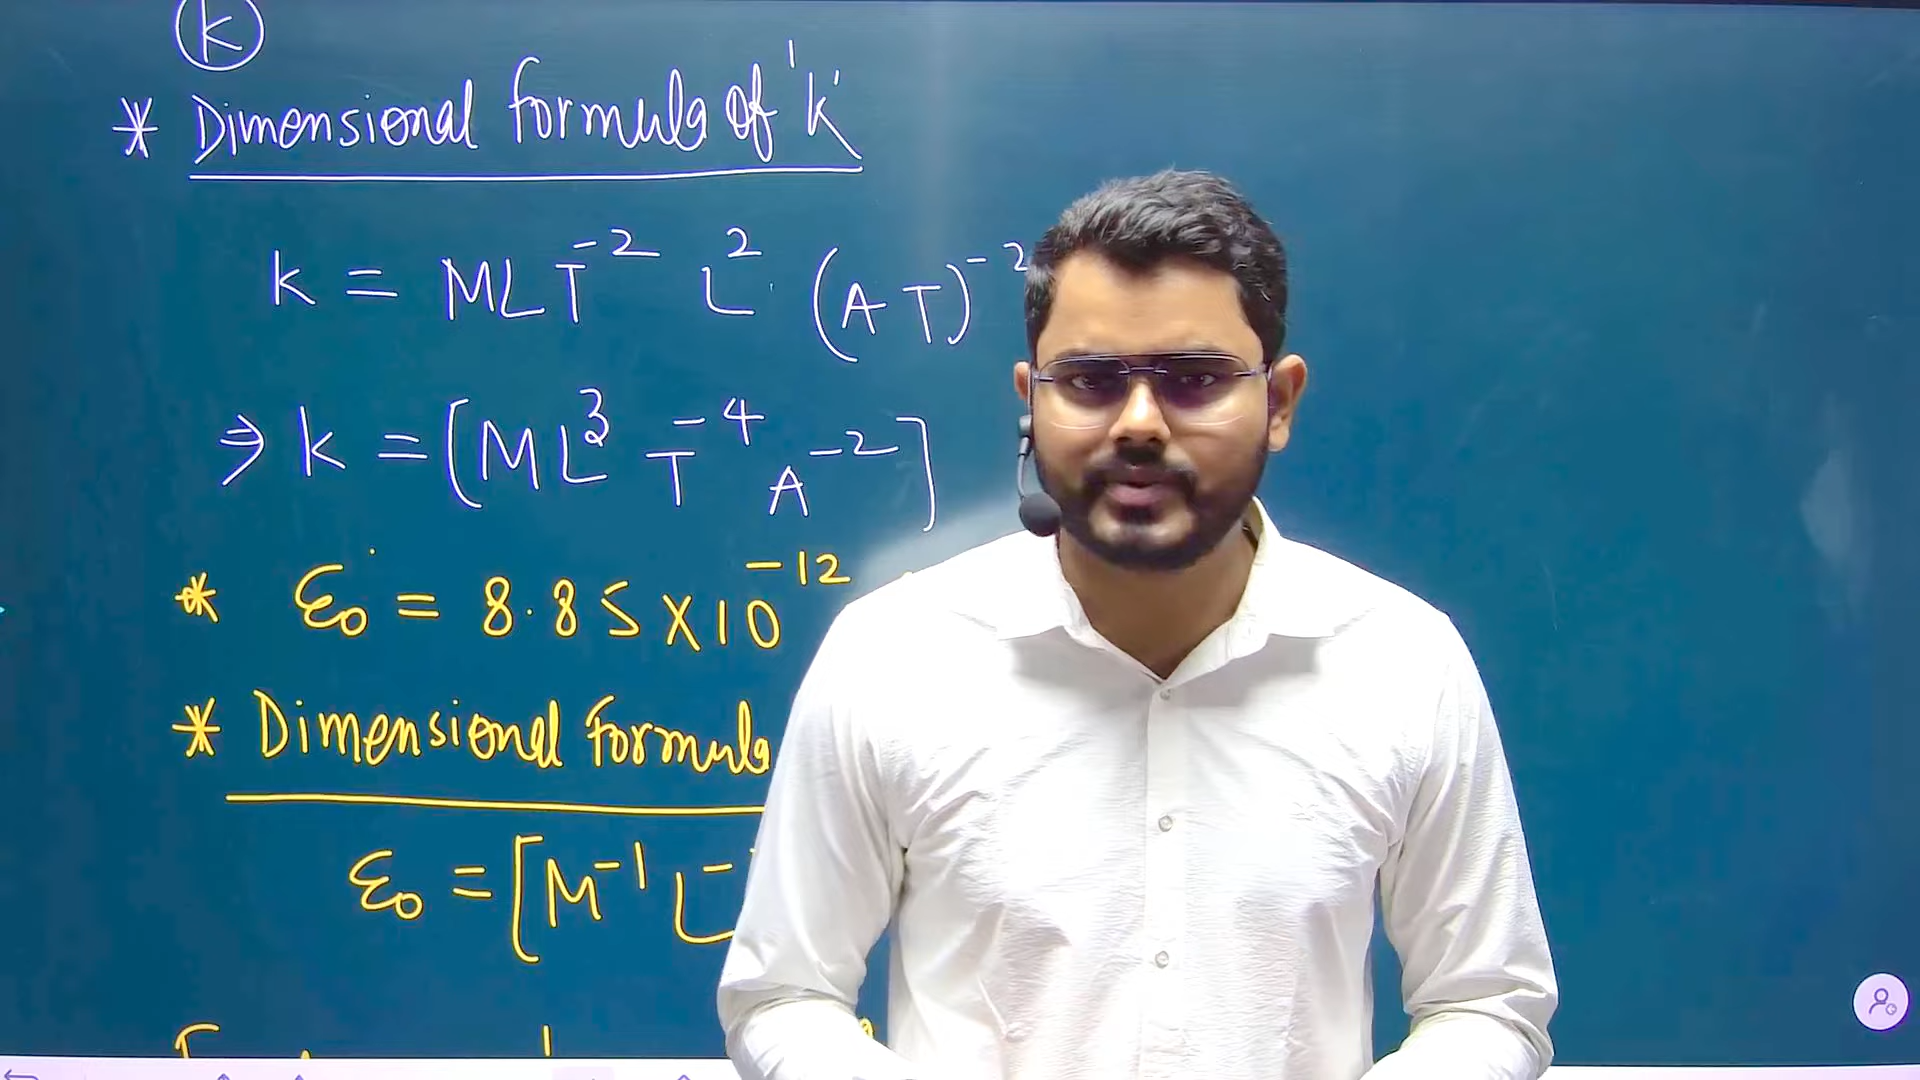 k
* Dimensional formula of 'k'
k = MLT⁻² L² (AT)⁻²
⇒ k = [ML³ T⁻⁴ A⁻²]
* ε₀ = 8.85 × 10⁻¹²
* Dimensional formula
ε₀ = [M⁻¹ L⁻